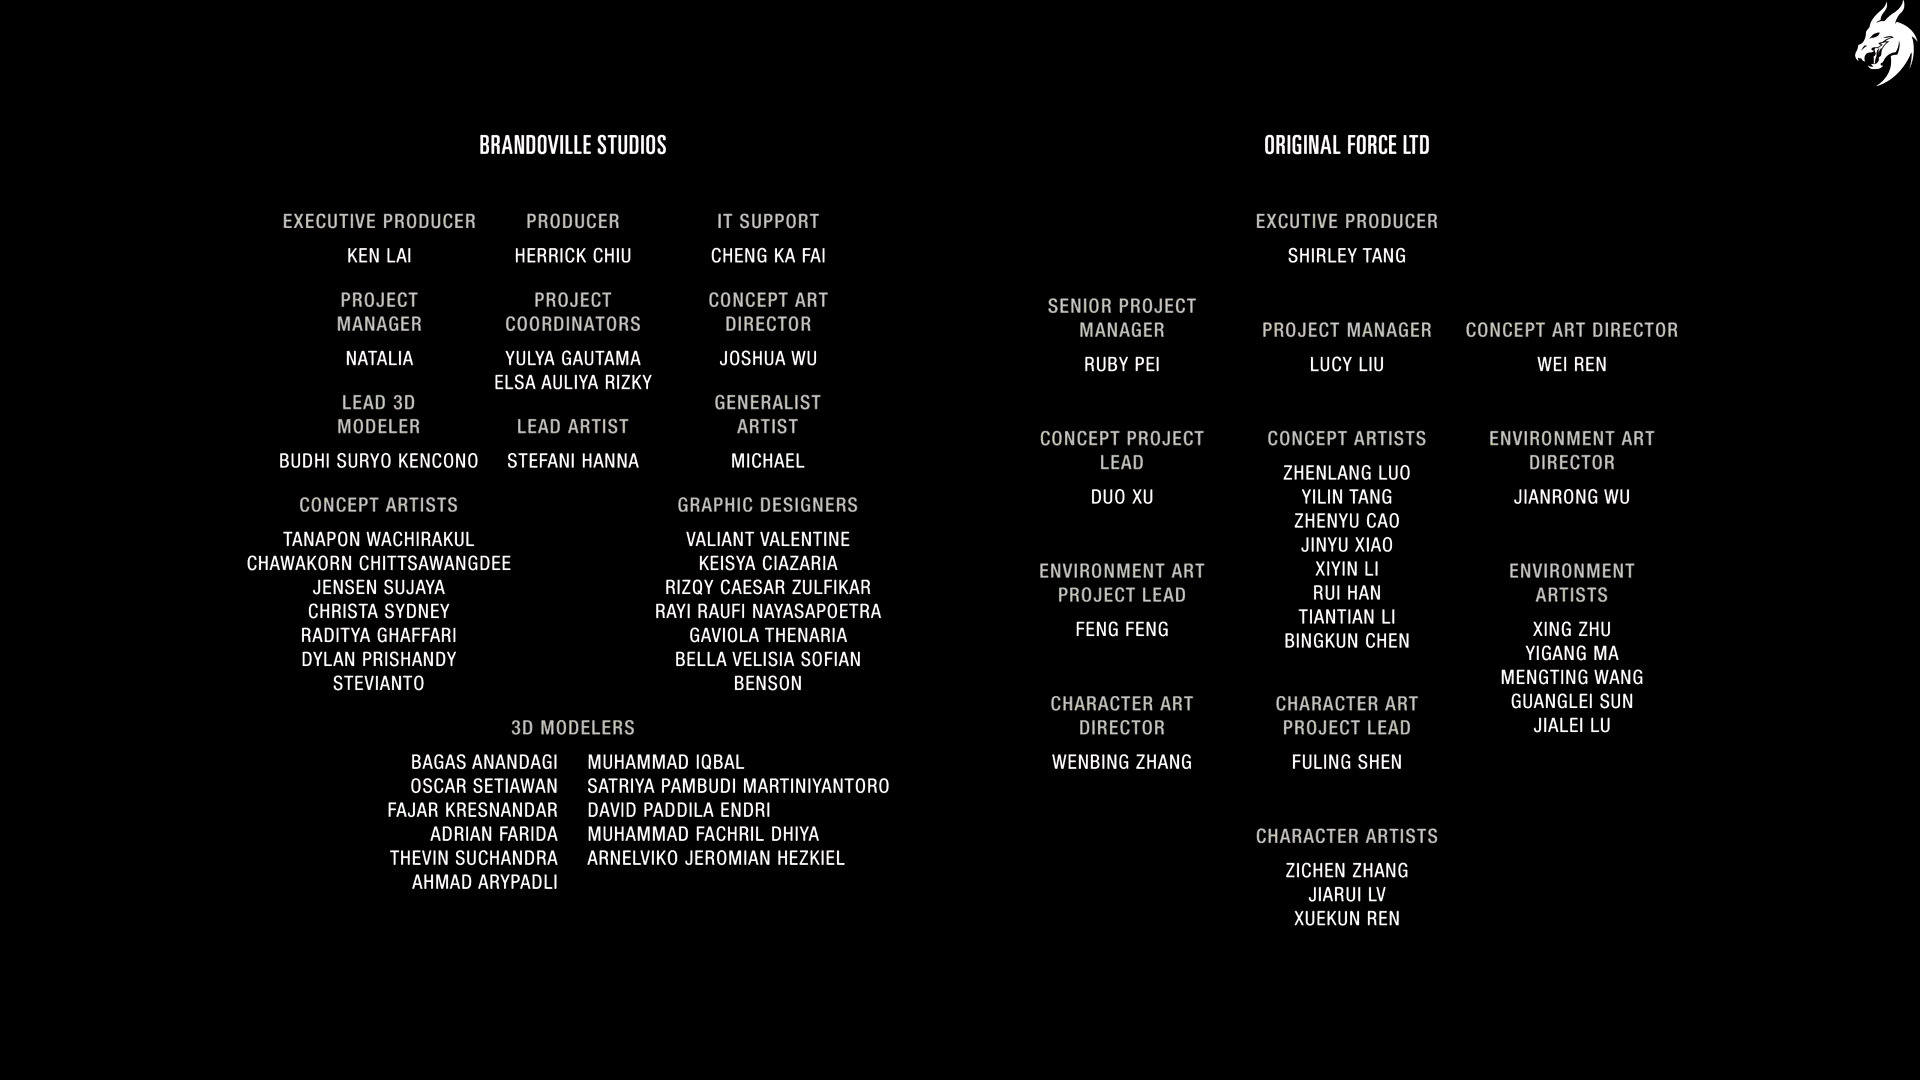 BRANDOVILLE STUDIOS
EXECUTIVE PRODUCER
KEN LAI
PRODUCER
HERRICK CHIU
IT SUPPORT
CHENG KA FAI
PROJECT
MANAGER
NATALIA
PROJECT
COORDINATORS
YULYA GAUTAMA
ELSA AULIYA RIZKY
CONCEPT ART
DIRECTOR
JOSHUA WU
LEAD 3D
MODELER
BUDHI SURYO KENCONO
LEAD ARTIST
STEFANI HANNA
GENERALIST
ARTIST
MICHAEL
CONCEPT ARTISTS
TANAPON WACHIRAKUL
CHAWAKORN CHITTSAWANGDEE
JENSEN SUJAYA
CHRISTA SYDNEY
RADITYA GHAFFARI
DYLAN PRISHANDY
STEVIANTO
GRAPHIC DESIGNERS
VALIANT VALENTINE
KEISYA CIAZARIA
RIZQY CAESAR ZULFIKAR
RAYI RAUFI NAYASAPOETRA
GAVIOLA THENARIA
BELLA VELISIA SOFIAN
BENSON
3D MODELERS
BAGAS ANANDAGI
OSCAR SETIAWAN
FAJAR KRESNANDAR
ADRIAN FARIDA
THEVIN SUCHANDRA
AHMAD ARYPADLI
MUHAMMAD IQBAL
SATRIYA PAMBUDI MARTINIYANTORO
DAVID PADDILA ENDRI
MUHAMMAD FACHRIL DHIYA
ARNELVIKO JEROMIAN HEZKIEL
ORIGINAL FORCE LTD
EXCUTIVE PRODUCER
SHIRLEY TANG
SENIOR PROJECT
MANAGER
RUBY PEI
PROJECT MANAGER
LUCY LIU
CONCEPT ART DIRECTOR
WEI REN
CONCEPT PROJECT
LEAD
DUO XU
CONCEPT ARTISTS
ZHENLANG LUO
YILIN TANG
ZHENYU CAO
JINYU XIAO
XIYIN LI
RUI HAN
TIANTIAN LI
BINGKUN CHEN
ENVIRONMENT ART
DIRECTOR
JIANRONG WU
ENVIRONMENT ART
PROJECT LEAD
FENG FENG
ENVIRONMENT
ARTISTS
XING ZHU
YIGANG MA
MENGTING WANG
GUANGLEI SUN
JIALEI LU
CHARACTER ART
DIRECTOR
WENBING ZHANG
CHARACTER ART
PROJECT LEAD
FULING SHEN
CHARACTER ARTISTS
ZICHEN ZHANG
JIARUI LV
XUEKUN REN